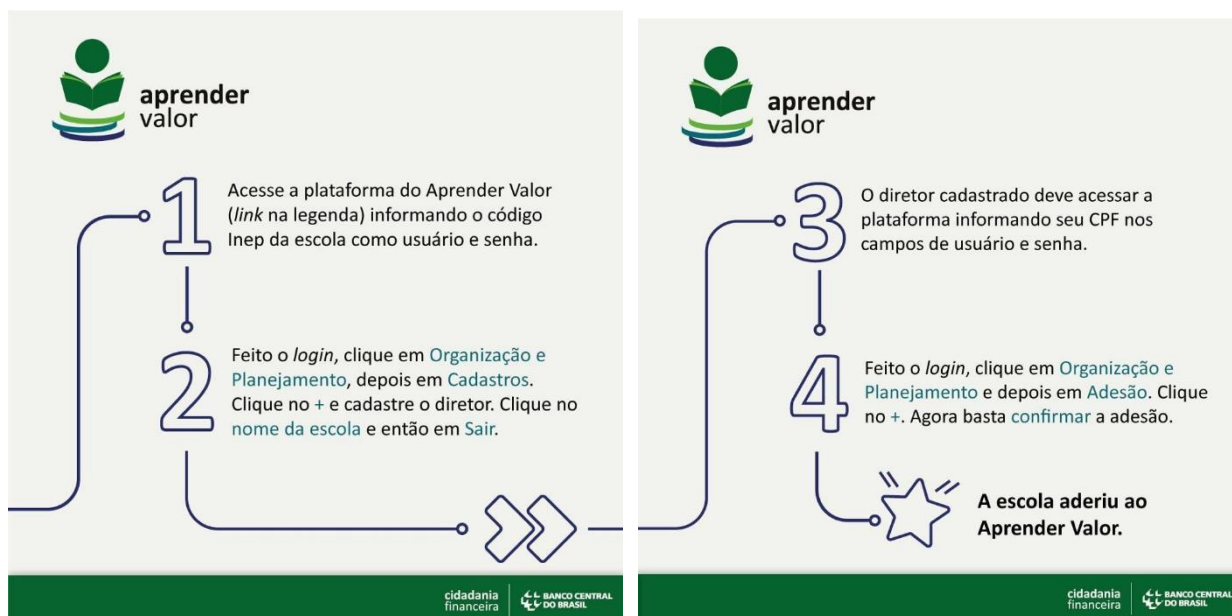 aprender
valor
1
Acesse a plataforma do Aprender Valor
(link na legenda) informando o código
Inep da escola como usuário e senha.
2
Feito o login, clique em Organização e
Planejamento, depois em Cadastros.
Clique no + e cadastre o diretor. Clique no
nome da escola e então em Sair.
cidadania
financeira
BANCO CENTRAL
DO BRASIL
aprender
valor
3
O diretor cadastrado deve acessar a
plataforma informando seu CPF nos
campos de usuário e senha.
4
Feito o login, clique em Organização e
Planejamento e depois em Adesão. Clique
no +. Agora basta confirmar a adesão.
A escola aderiu ao
Aprender Valor.
cidadania
financeira
BANCO CENTRAL
DO BRASIL